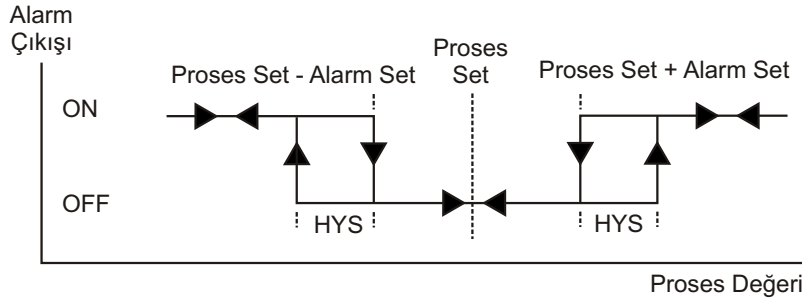 Alarm
Çıkışı
Proses
Set
Proses Set - Alarm Set
Proses Set + Alarm Set
ON
OFF
HYS
HYS
Proses Değeri